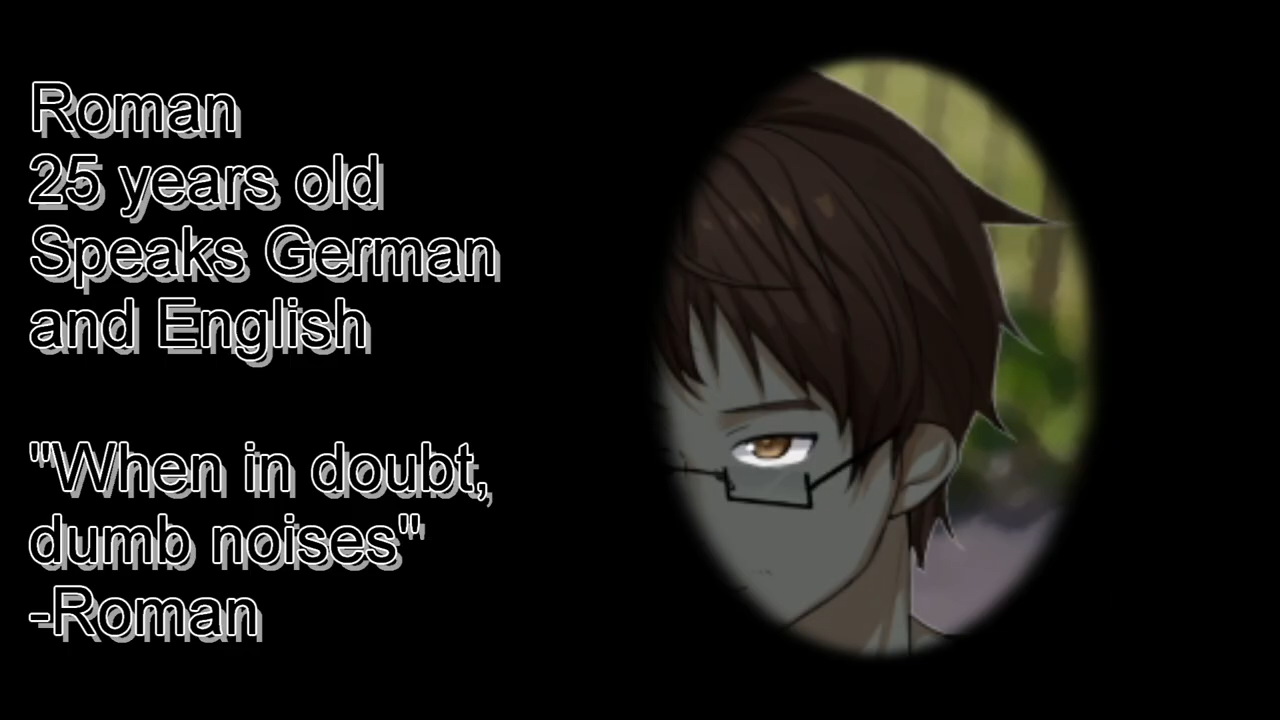 Roman
25 years old
Speaks German
and English
"When in doubt,
dumb noises"
-Roman